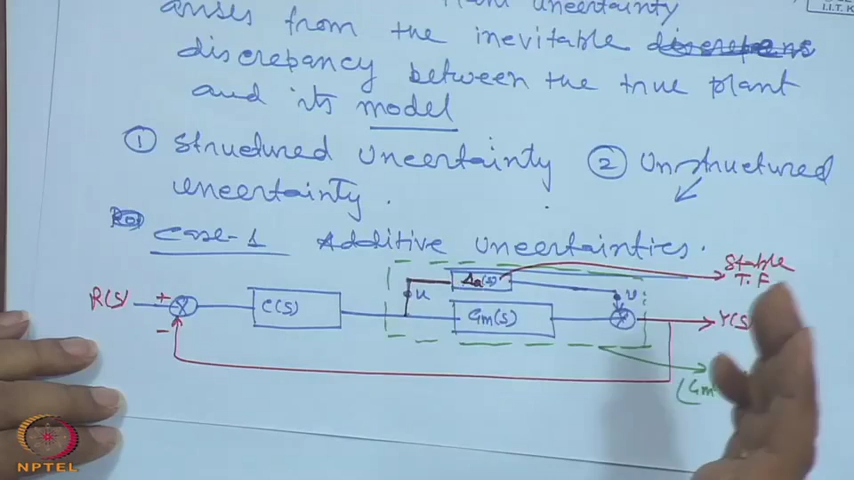 arises from the inevitable
discrepancy between the true plant
and its model
① Structured uncertainty ② Unstructured
uncertainty.
Case-1 Additive Uncertainties.
Stable
T.F
R(s) + C(s) u Δa(s) Gm(s) v Y(s)
−
(Gm
I.I.T. K
NPTEL